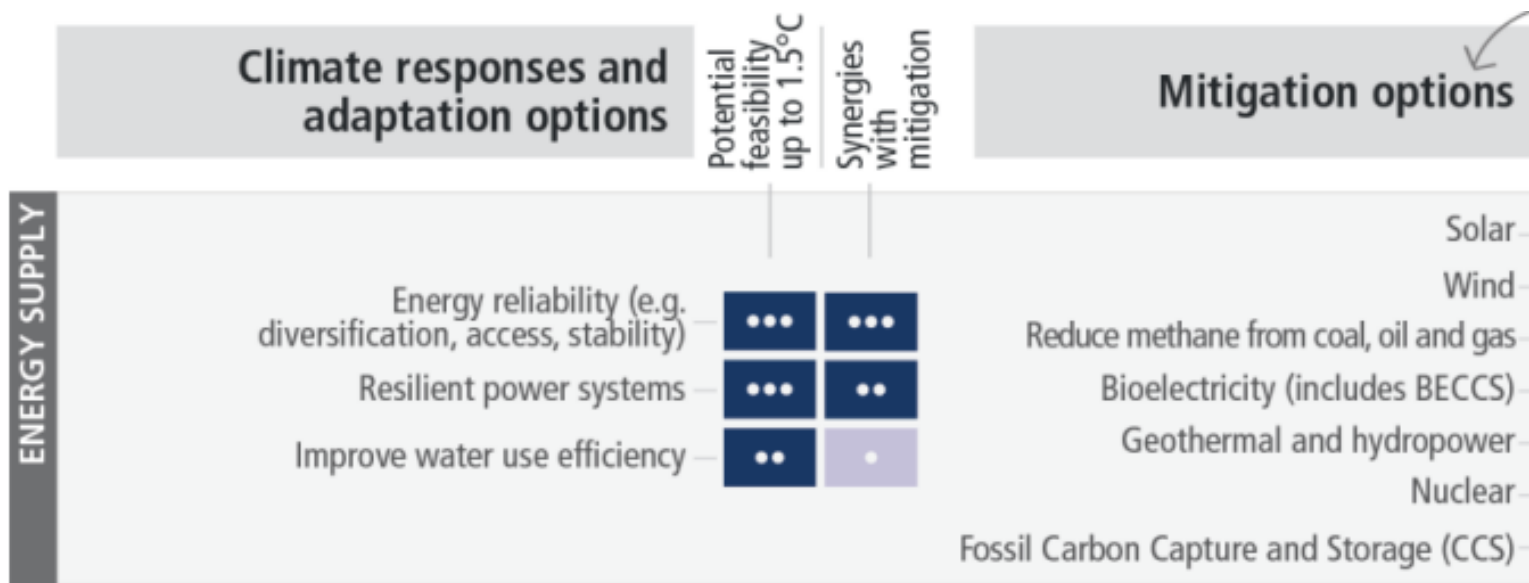 Climate responses and
adaptation options
Potential
feasibility
up to 1.5°C
Synergies
with
mitigation
Mitigation options
ENERGY SUPPLY
Energy reliability (e.g.
diversification, access, stability)
Resilient power systems
Improve water use efficiency
Solar
Wind
Reduce methane from coal, oil and gas
Bioelectricity (includes BECCS)
Geothermal and hydropower
Nuclear
Fossil Carbon Capture and Storage (CCS)